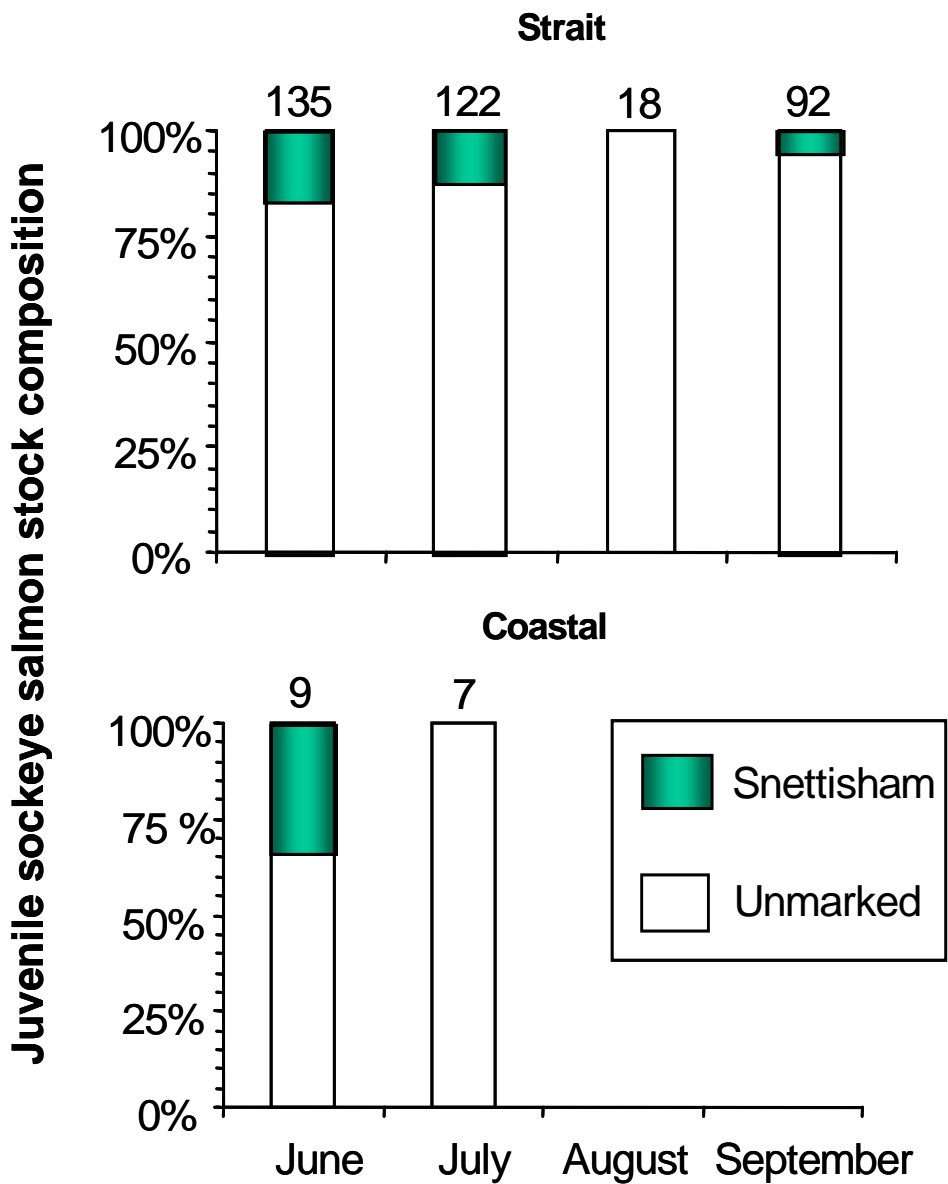 Strait
135 122 18 92
100%
75%
50%
25%
0%
Juvenile sockeye salmon stock composition
Coastal
9 7
100%
75 %
50%
25%
0%
Snettisham
Unmarked
June July August September